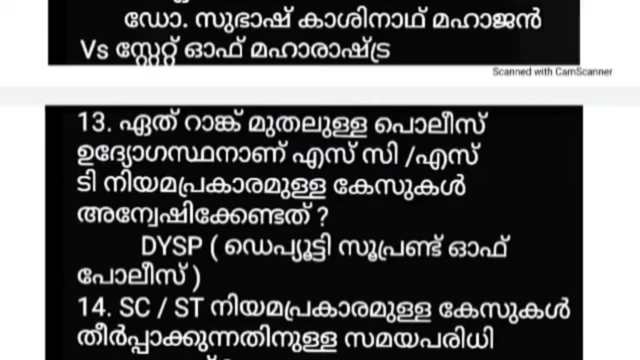 ഡോ. സുഭാഷ് കാശിനാഥ് മഹാജൻ
Vs സ്റ്റേറ്റ് ഓഫ് മഹാരാഷ്ട്ര
Scanned with CamScanner
13. ഏത് റാങ്ക് മുതലുള്ള പൊലീസ്
ഉദ്യോഗസ്ഥനാണ് എസ് സി /എസ്
ടി നിയമപ്രകാരമുള്ള കേസുകൾ
അന്വേഷിക്കേണ്ടത് ?
DYSP ( ഡെപ്യൂട്ടി സൂപ്രണ്ട് ഓഫ്
പോലീസ് )
14. SC / ST നിയമപ്രകാരമുള്ള കേസുകൾ
തീർപ്പാക്കുന്നതിനുള്ള സമയപരിധി